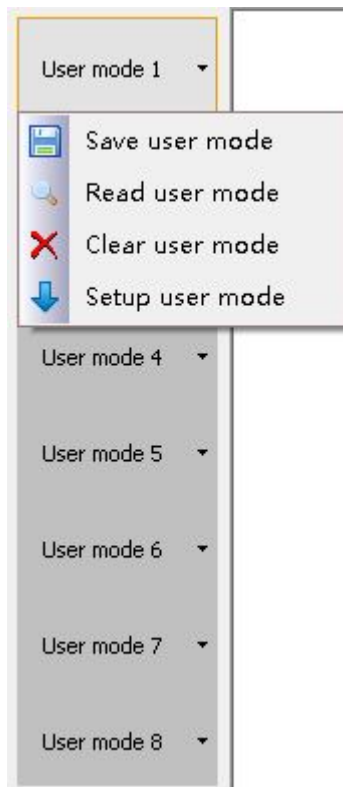 User mode 1
Save user mode
Read user mode
Clear user mode
Setup user mode
User mode 4
User mode 5
User mode 6
User mode 7
User mode 8